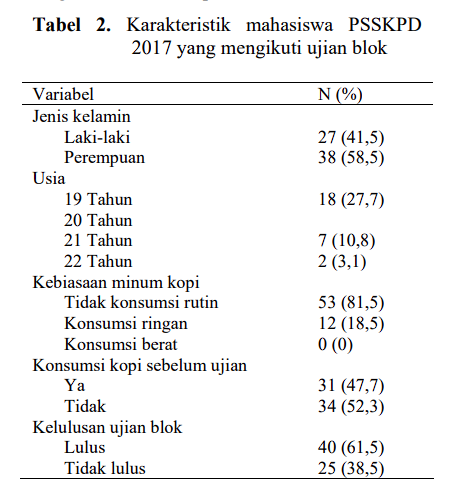 Tabel 2. Karakteristik mahasiswa PSSKPD
2017 yang mengikuti ujian blok
Variabel N (%)
Jenis kelamin
Laki-laki 27 (41,5)
Perempuan 38 (58,5)
Usia
19 Tahun 18 (27,7)
20 Tahun
21 Tahun 7 (10,8)
22 Tahun 2 (3,1)
Kebiasaan minum kopi
Tidak konsumsi rutin 53 (81,5)
Konsumsi ringan 12 (18,5)
Konsumsi berat 0 (0)
Konsumsi kopi sebelum ujian
Ya 31 (47,7)
Tidak 34 (52,3)
Kelulusan ujian blok
Lulus 40 (61,5)
Tidak lulus 25 (38,5)